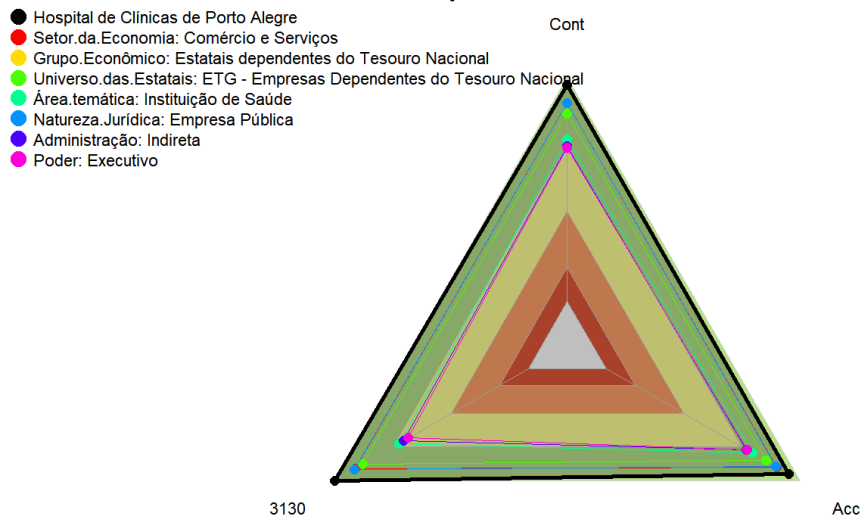 Hospital de Clínicas de Porto Alegre
Setor.da.Economia: Comércio e Serviços
Grupo.Econômico: Estatais dependentes do Tesouro Nacional
Universo.das.Estatais: ETG - Empresas Dependentes do Tesouro Nacional
Área.temática: Instituição de Saúde
Natureza.Jurídica: Empresa Pública
Administração: Indireta
Poder: Executivo
Cont
3130
Acc